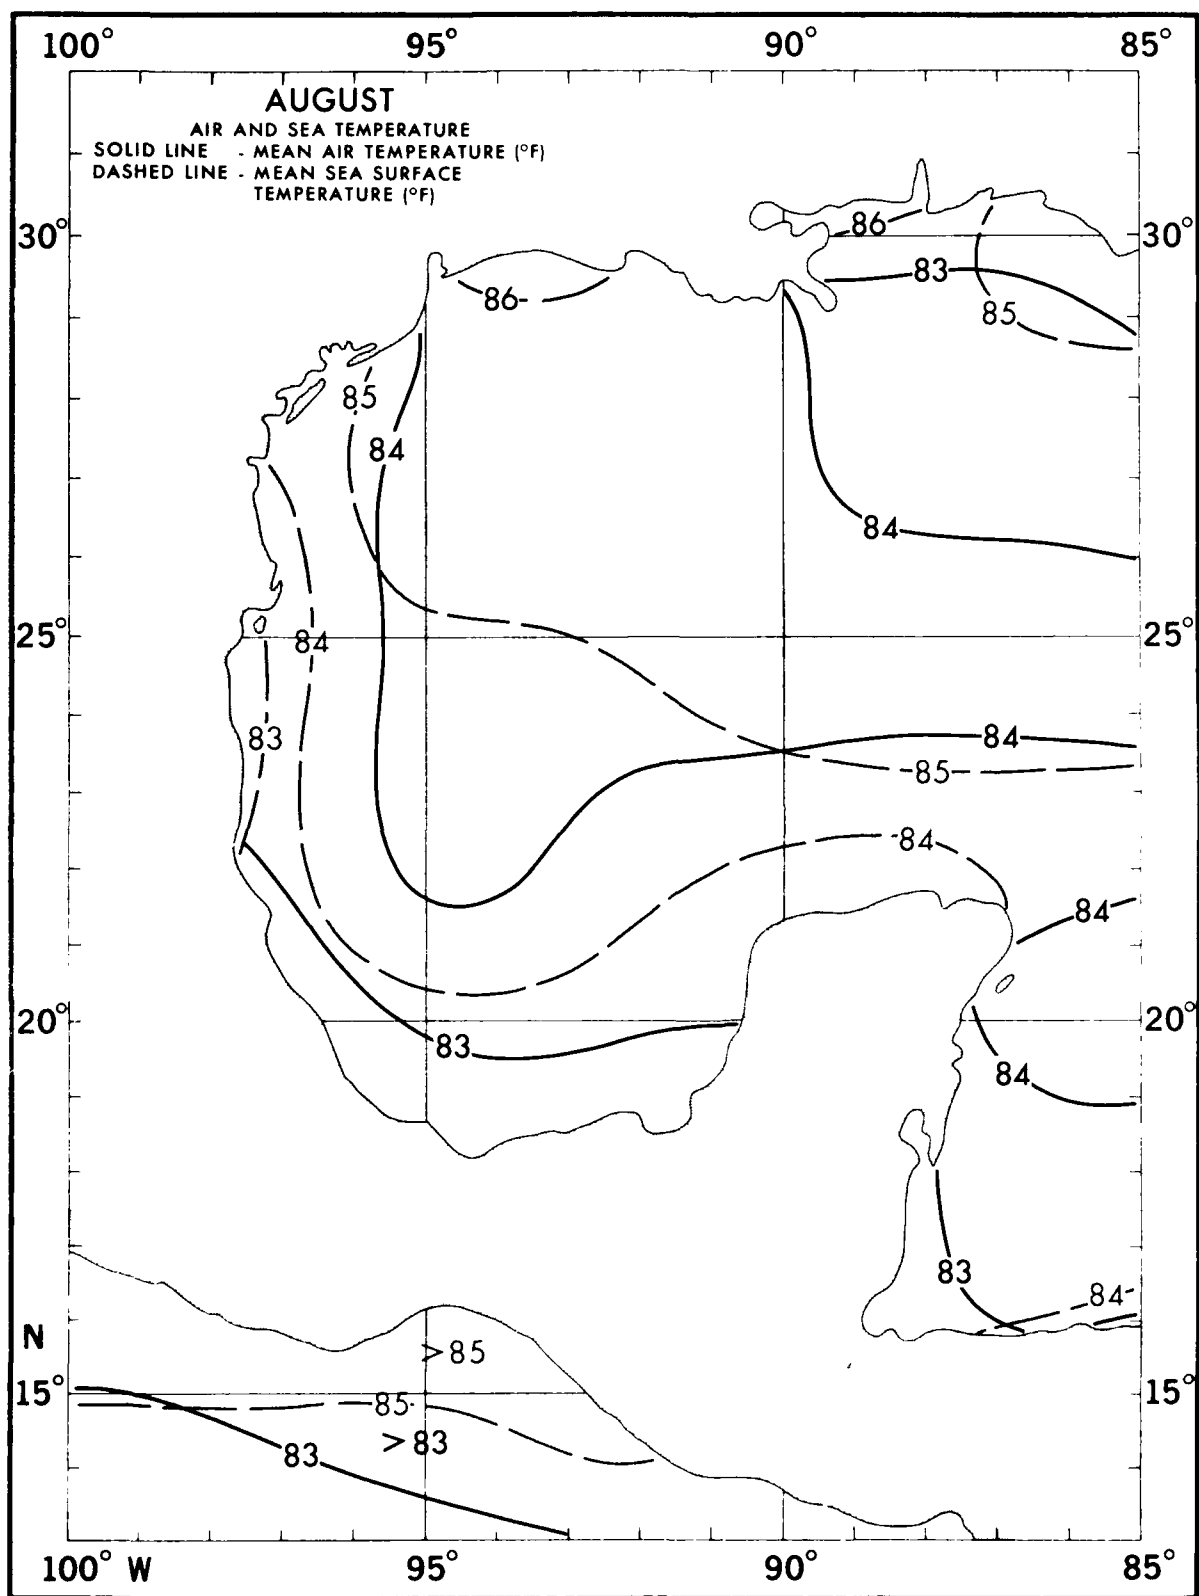 100° 95° 90° 85°
AUGUST
AIR AND SEA TEMPERATURE
SOLID LINE - MEAN AIR TEMPERATURE (°F)
DASHED LINE - MEAN SEA SURFACE
TEMPERATURE (°F)
86
30° 30°
83
86
85
85
84
84
25° 84 25°
83
84
85
84
84
20° 20°
83
84
83
84
N
>85
15° 15°
85
>83
83
100° W 95° 90° 85°